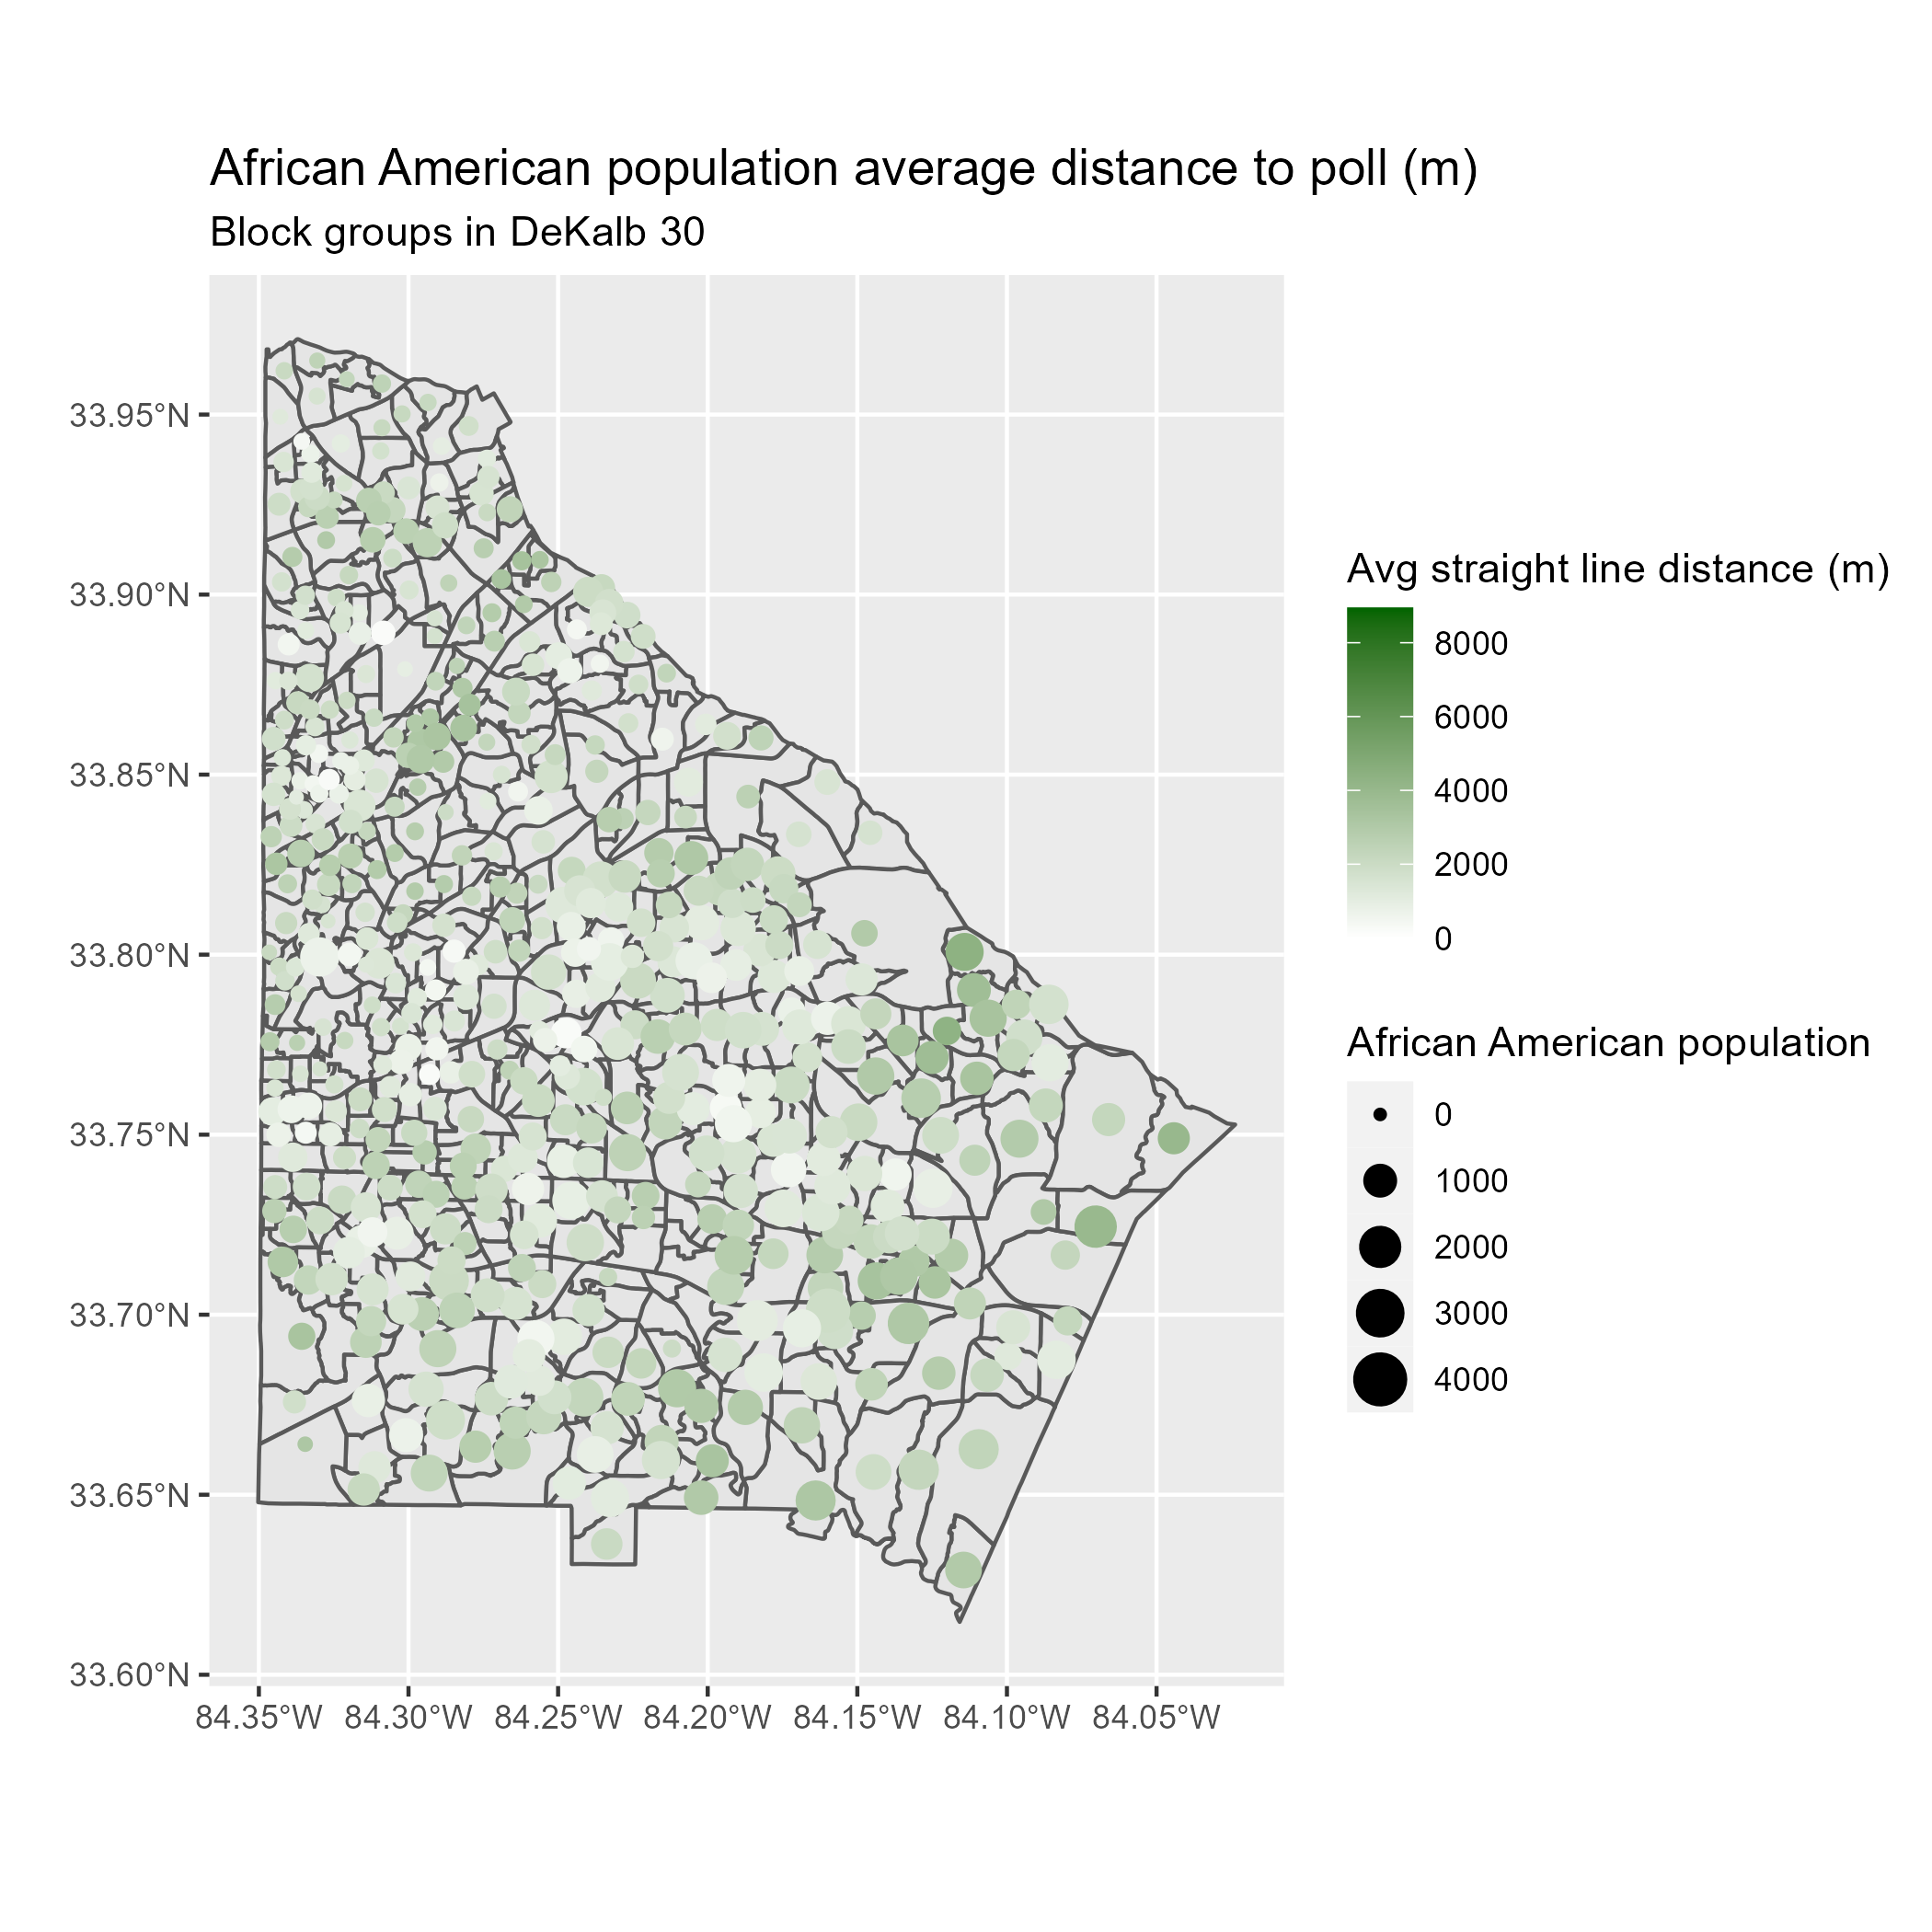 African American population average distance to poll (m)
Block groups in DeKalb 30
33.95°N
33.90°N
33.85°N
33.80°N
33.75°N
33.70°N
33.65°N
33.60°N
84.35°W 84.30°W 84.25°W 84.20°W 84.15°W 84.10°W 84.05°W
Avg straight line distance (m)
8000
6000
4000
2000
0
African American population
0
1000
2000
3000
4000